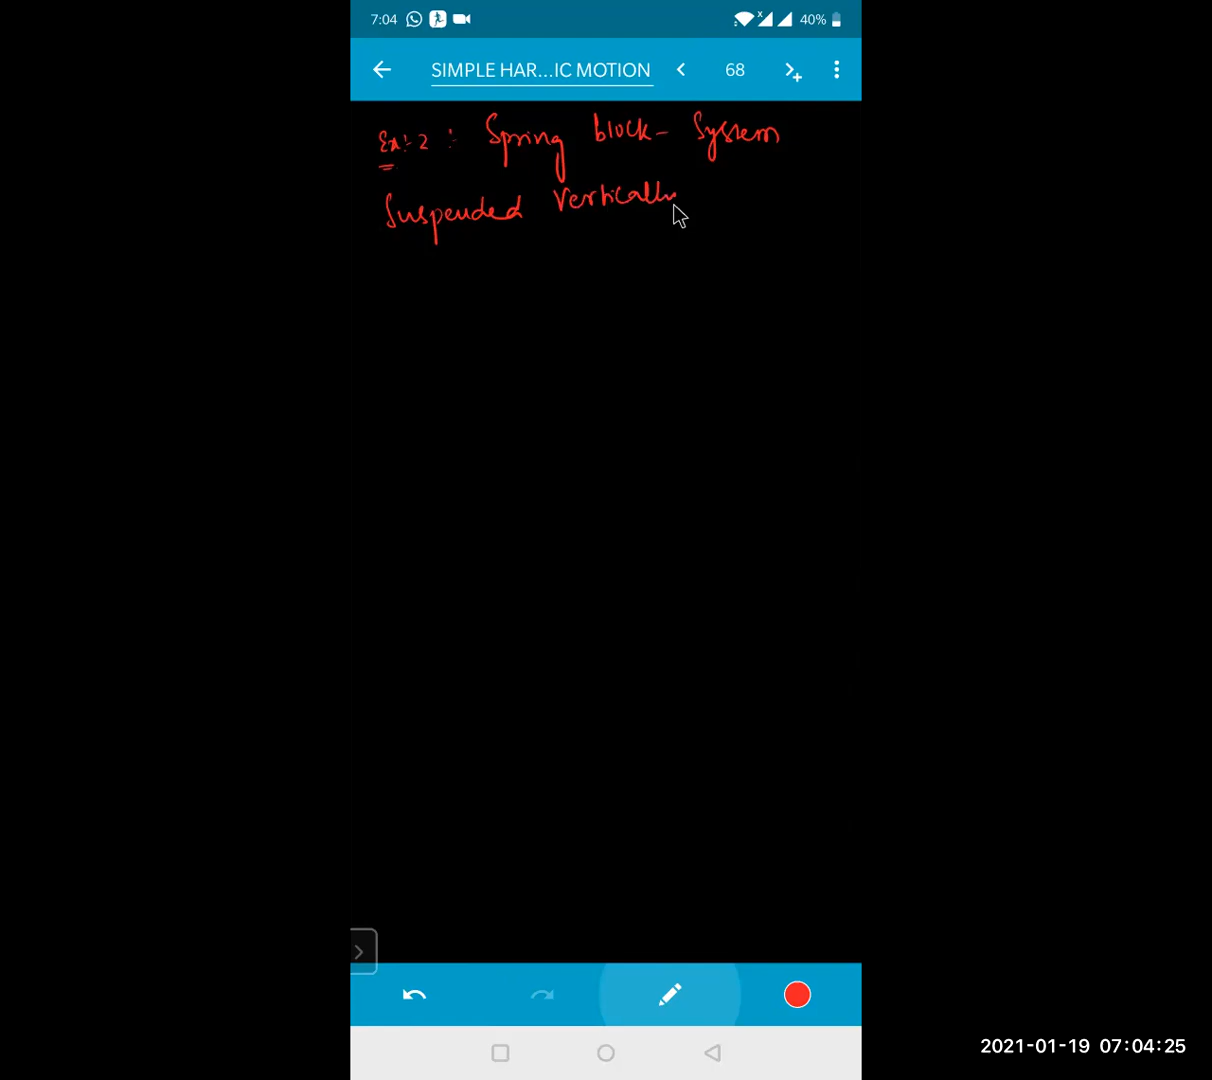 7:04
40%
SIMPLE HAR...IC MOTION
68
Ex:-2 :- Spring block- System
Suspended Vertically
2021-01-19 07:04:25